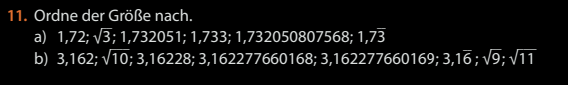 11. Ordne der Größe nach.
a) 1,72; √3; 1,732051; 1,733; 1,732050807568; 1,73̅
b) 3,162; √10; 3,16228; 3,162277660168; 3,162277660169; 3,16̅ ; √9; √11